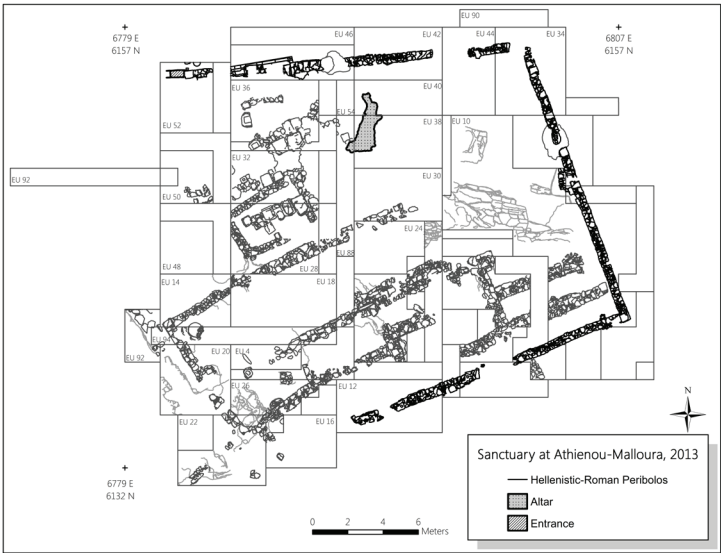 EU 90
6779 E
6157 N
EU 46
EU 42
EU 44
EU 34
6807 E
6157 N
EU 36
EU 40
EU 54
EU 52
EU 38
EU 10
EU 32
EU 92
EU 30
EU 50
EU 24
EU 88
EU 48
EU 28
EU 14
EU 18
EU 94
EU 92
EU 20
EU 4
EU 26
EU 12
EU 22
EU 16
N
6779 E
6132 N
Sanctuary at Athienou-Malloura, 2013
Hellenistic-Roman Peribolos
Altar
Entrance
0 2 4 6
Meters